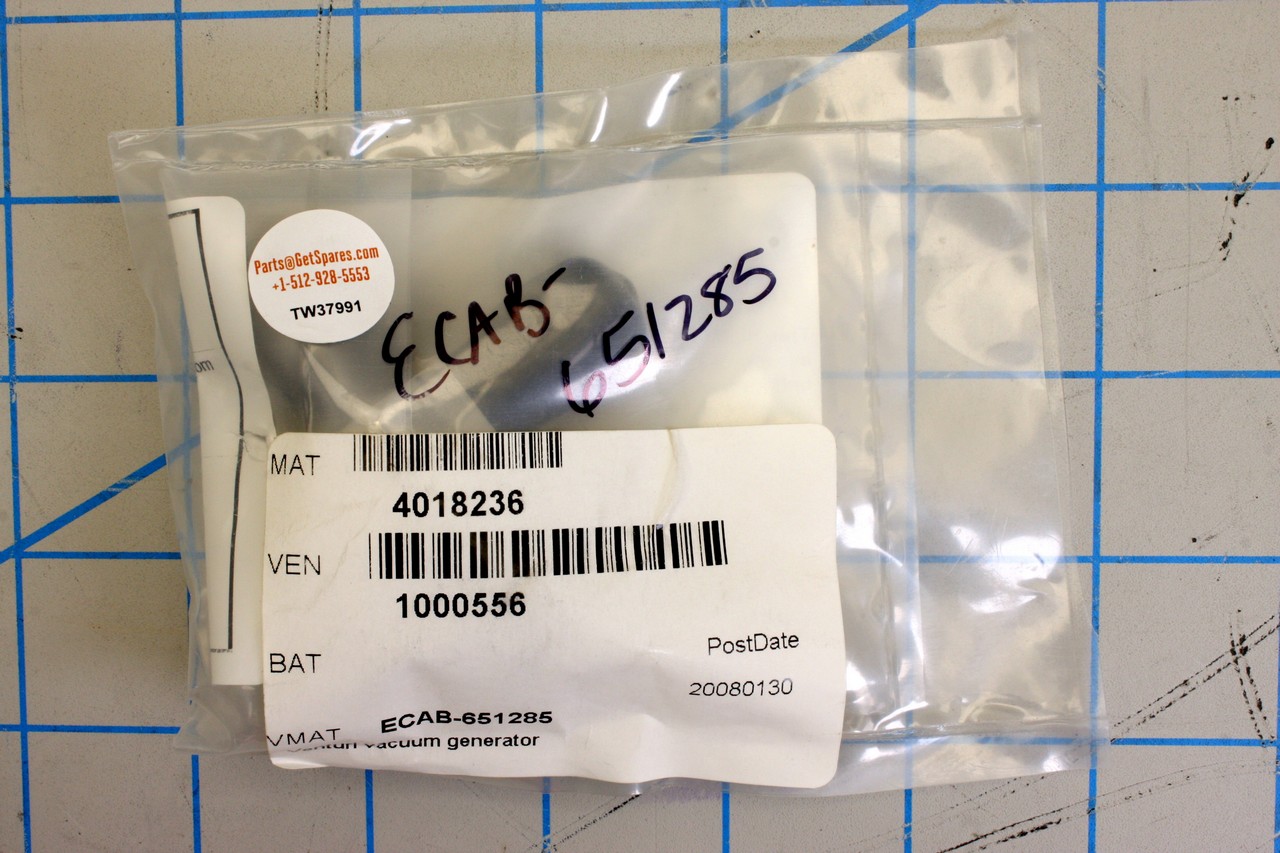 Parts@GetSpares.com
+1-512-928-5553
TW37991
om
ECAB-
651285
MAT
4018236
VEN
1000556
BAT
PostDate
20080130
VMAT ECAB-651285
vacuum generator